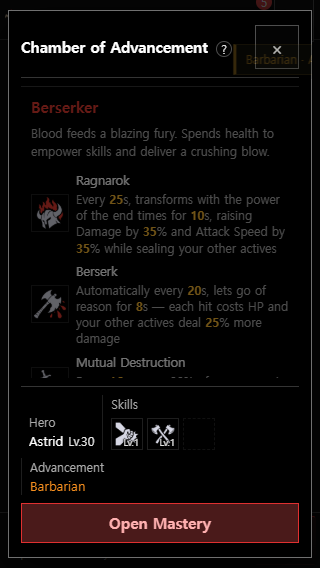 Chamber of Advancement ?
×
Barbarian - A
Berserker
Blood feeds a blazing fury. Spends health to
empower skills and deliver a crushing blow.
Ragnarok
Every 25s, transforms with the power
of the end times for 10s, raising
Damage by 35% and Attack Speed by
35% while sealing your other actives
Berserk
Automatically every 20s, lets go of
reason for 8s — each hit costs HP and
your other actives deal 25% more
damage
Mutual Destruction
Skills
Lv.1
Lv.1
Hero
Astrid Lv.30
Advancement
Barbarian
Open Mastery